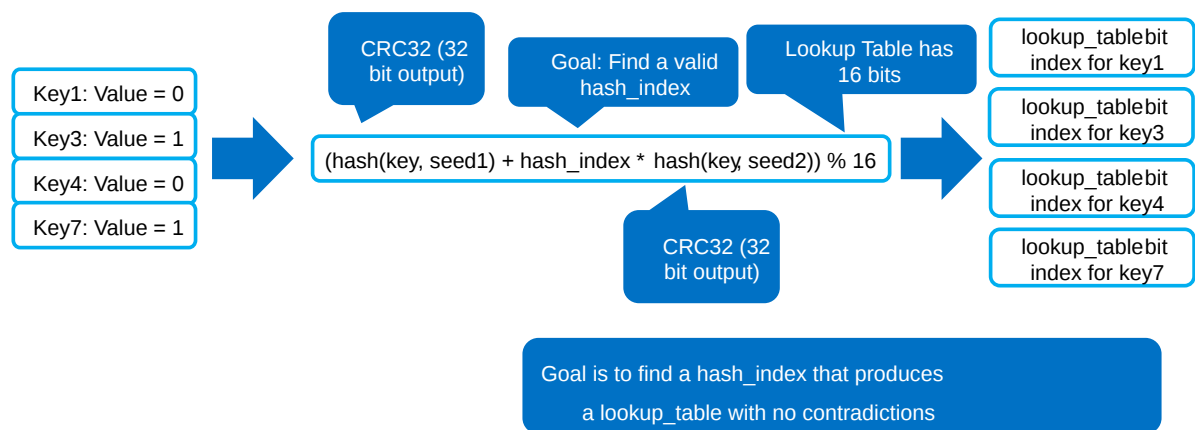 CRC32 (32
bit output)
Goal: Find a valid
hash_index
Lookup Table has
16 bits
Key1: Value = 0
Key3: Value = 1
Key4: Value = 0
Key7: Value = 1
(hash(key, seed1) + hash_index * hash(key, seed2)) % 16
lookup_tablebit
index for key1
lookup_tablebit
index for key3
lookup_tablebit
index for key4
lookup_tablebit
index for key7
CRC32 (32
bit output)
Goal is to find a hash_index that produces
a lookup_table with no contradictions